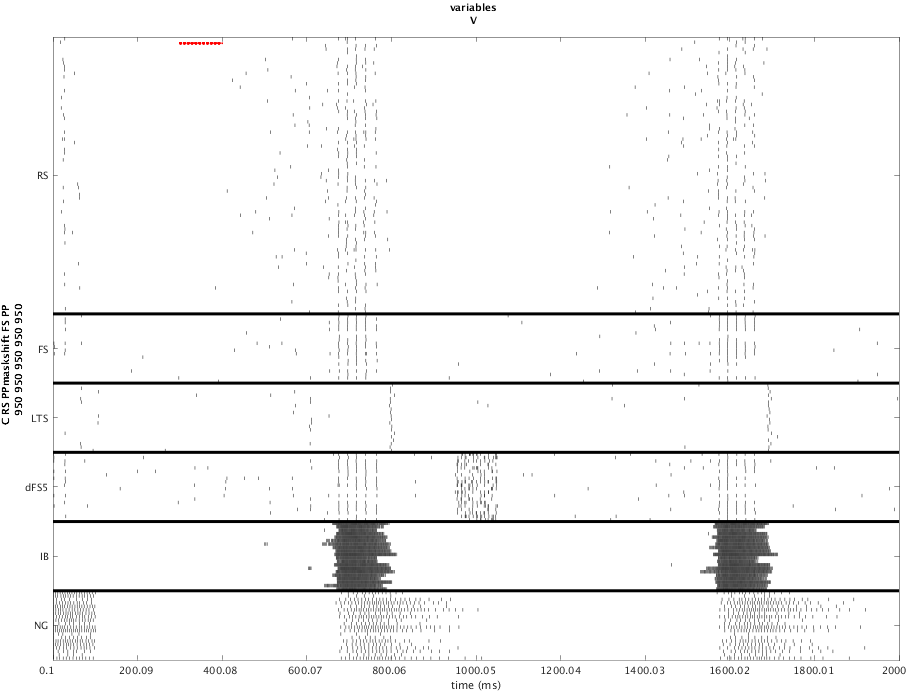 variables
V
C RS PPmaskshift FS PP
950 950 950 950 950
RS
FS
LTS
dFS5
IB
NG
0.1 200.09 400.08 600.07 800.06 1000.05 1200.04 1400.03 1600.02 1800.01 2000
time (ms)